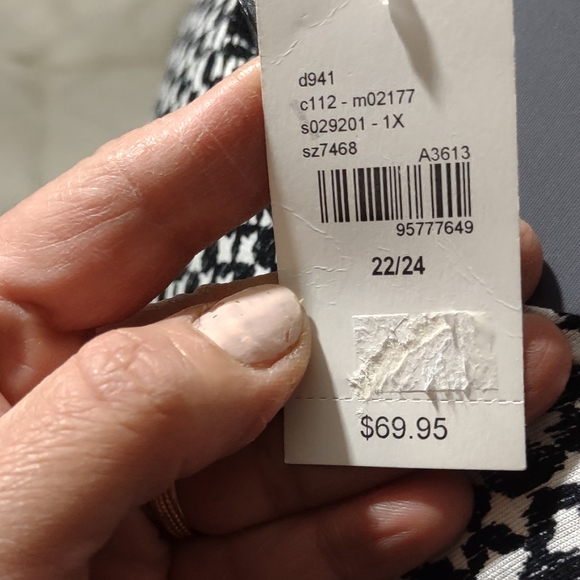 d941
c112 - m02177
s029201 - 1X
sz7468
A3613
95777649
22/24
$69.95